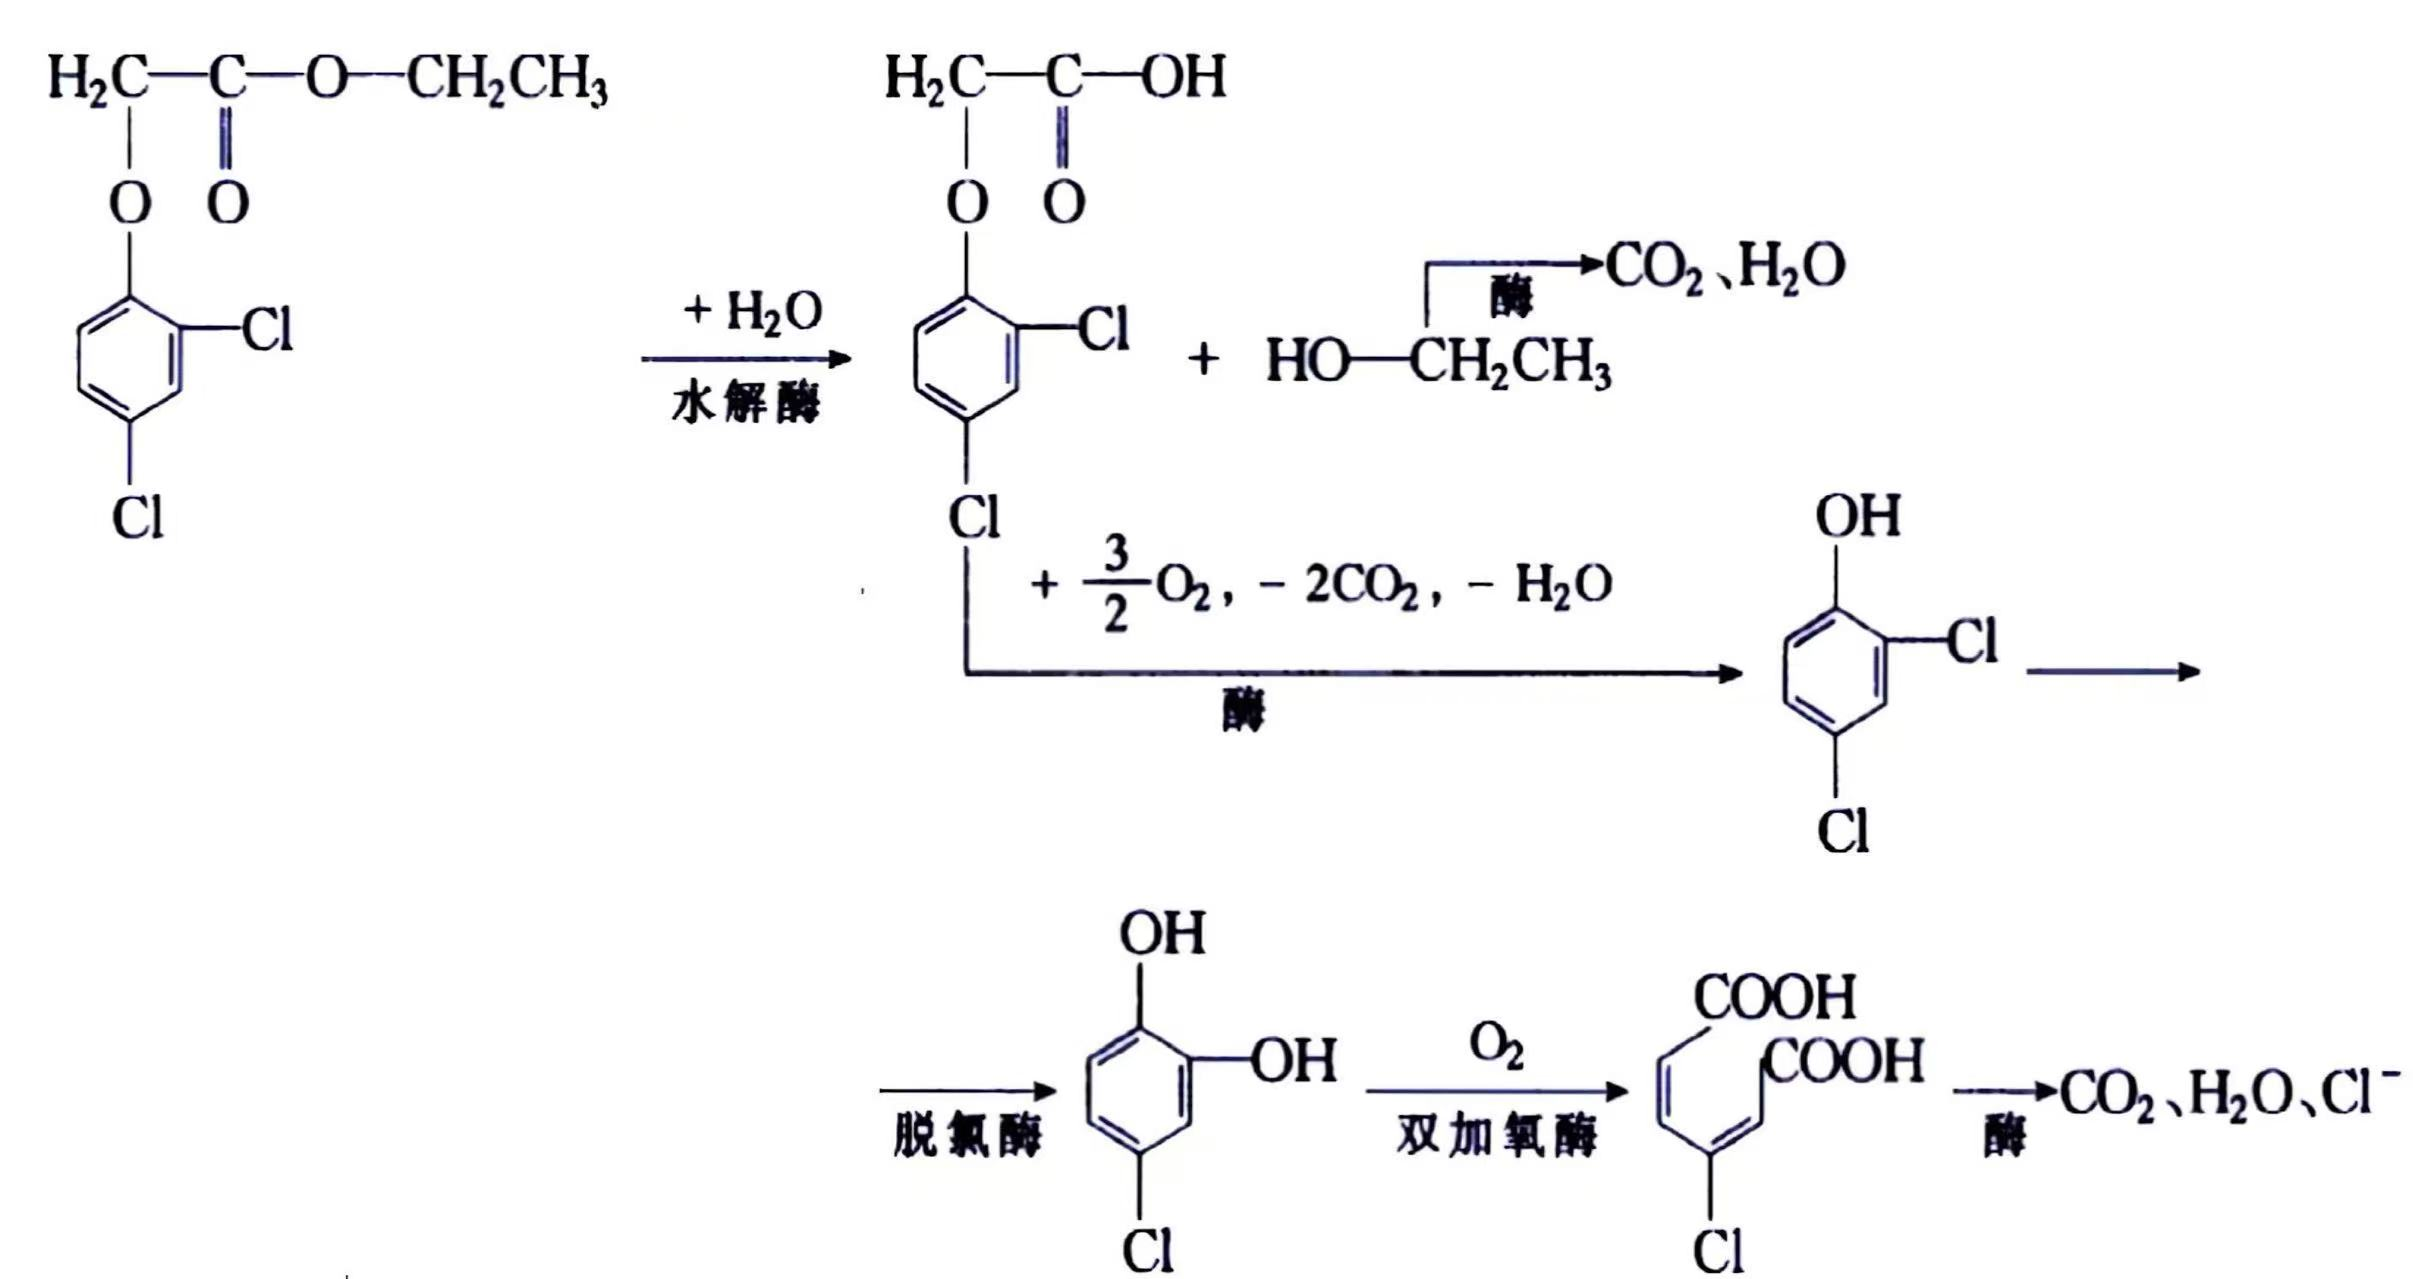 H₂C—C—O—CH₂CH₃
H₂C—C—OH
O O
O O
CO₂、H₂O
酶
+ H₂O
Cl
Cl
+ HO—CH₂CH₃
水解酶
Cl
Cl
OH
+ 3/2 O₂, - 2CO₂, - H₂O
Cl
酶
Cl
OH
COOH
O₂
OH
COOH
CO₂、H₂O、Cl⁻
脱氯酶
双加氧酶
酶
Cl
Cl